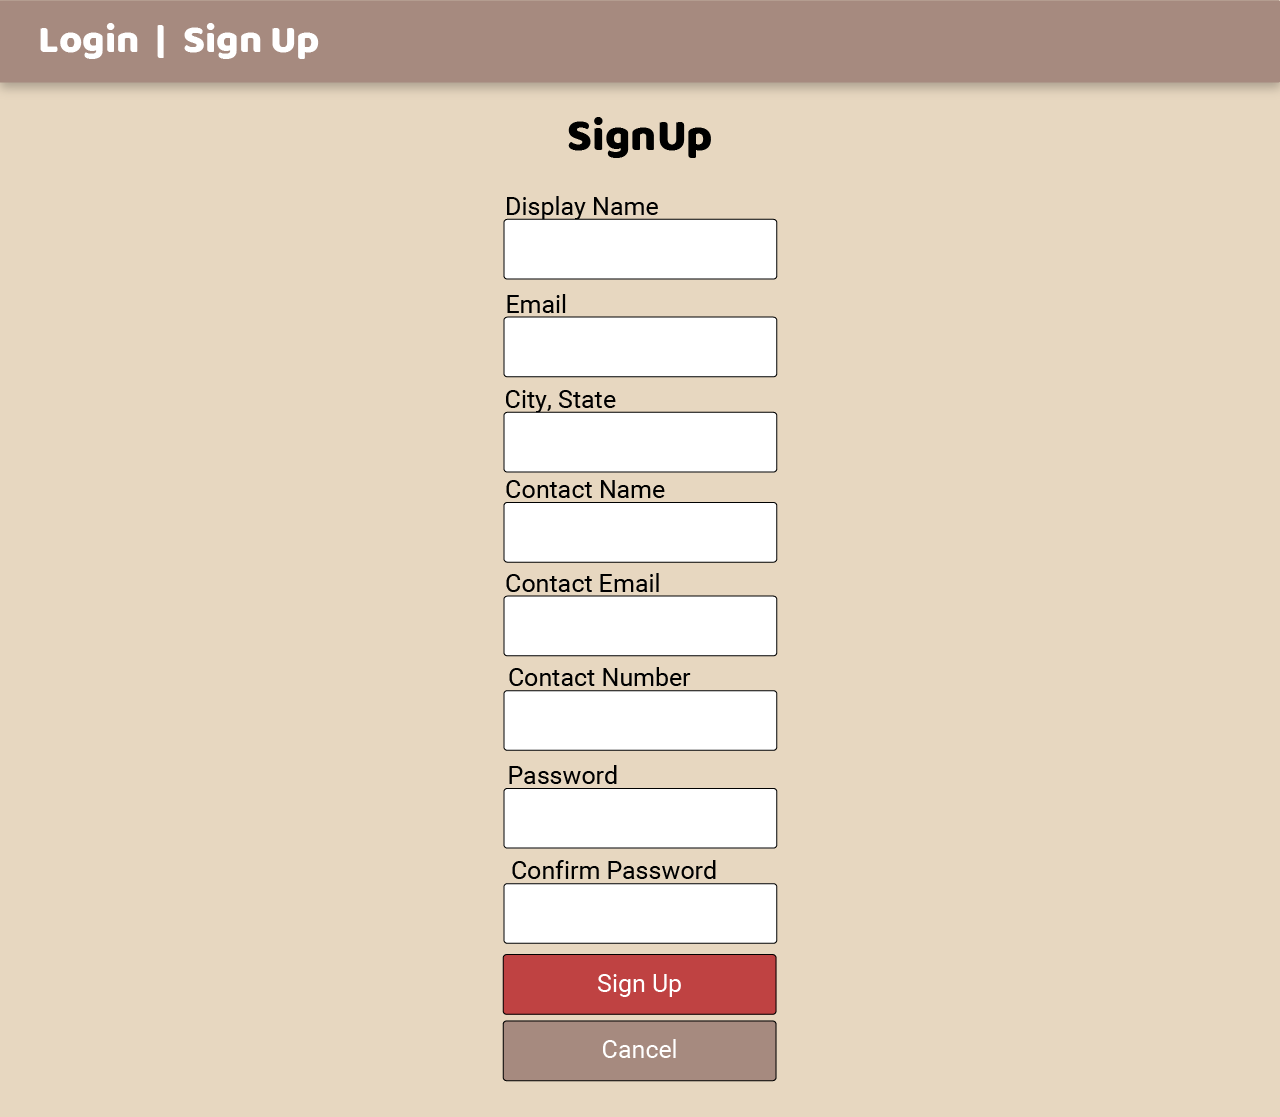 Login | Sign Up
SignUp
Display Name
Email
City, State
Contact Name
Contact Email
Contact Number
Password
Confirm Password
Sign Up
Cancel